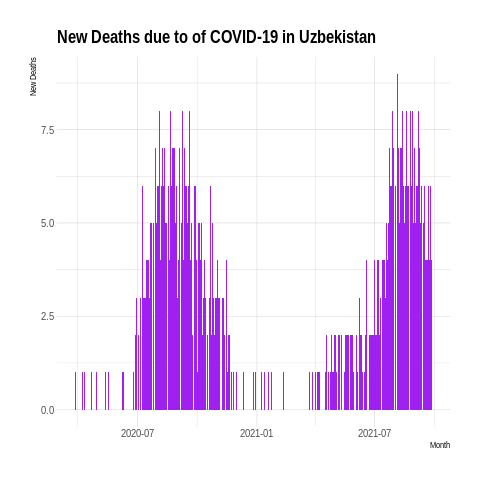 New Deaths due to of COVID-19 in Uzbekistan
New Deaths
7.5
5.0
2.5
0.0
2020-07
2021-01
2021-07
Month